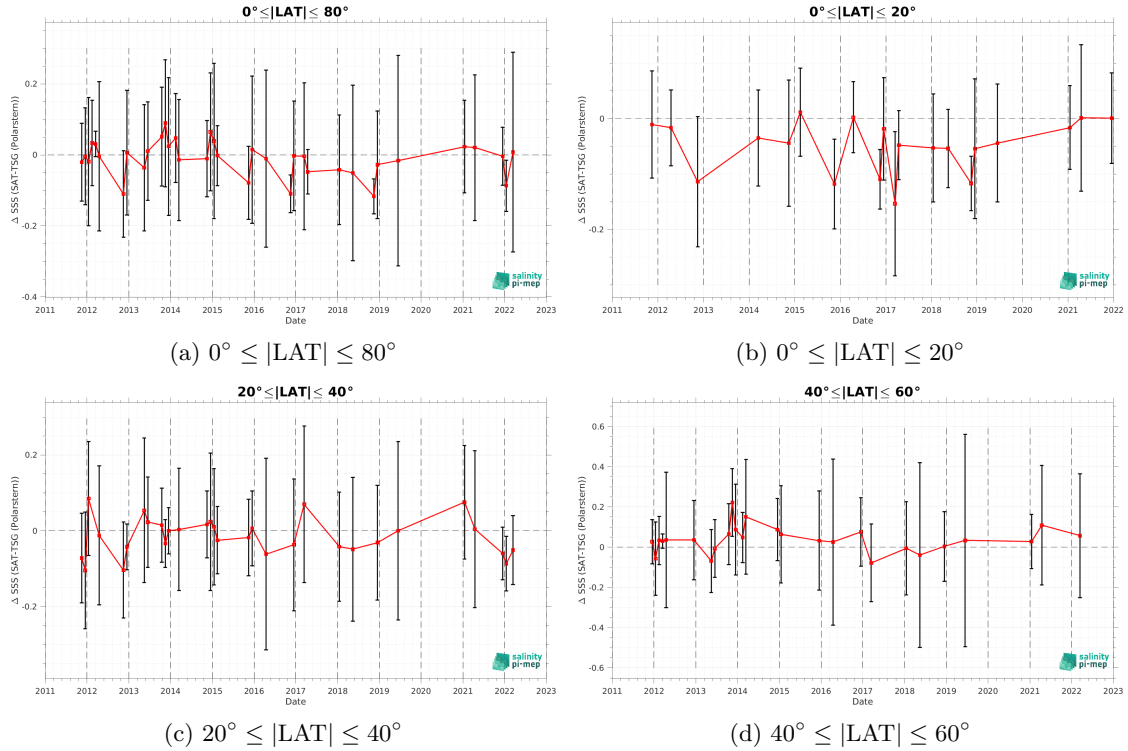 0°≤|LAT|≤ 80°
Δ SSS (SAT-TSG (Polarstern))
0.2
0
-0.2
-0.4
2011 2012 2013 2014 2015 2016 2017 2018 2019 2020 2021 2022 2023
Date
salinity
pi-mep
(a) 0° ≤ |LAT| ≤ 80°
0°≤|LAT|≤ 20°
Δ SSS (SAT-TSG (Polarstern))
0
-0.2
2011 2012 2013 2014 2015 2016 2017 2018 2019 2020 2021 2022
Date
salinity
pi-mep
(b) 0° ≤ |LAT| ≤ 20°
20°≤|LAT|≤ 40°
Δ SSS (SAT-TSG (Polarstern))
0.2
0
-0.2
2011 2012 2013 2014 2015 2016 2017 2018 2019 2020 2021 2022 2023
Date
salinity
pi-mep
(c) 20° ≤ |LAT| ≤ 40°
40°≤|LAT|≤ 60°
Δ SSS (SAT-TSG (Polarstern))
0.6
0.4
0.2
0
-0.2
-0.4
-0.6
2011 2012 2013 2014 2015 2016 2017 2018 2019 2020 2021 2022 2023
Date
salinity
pi-mep
(d) 40° ≤ |LAT| ≤ 60°